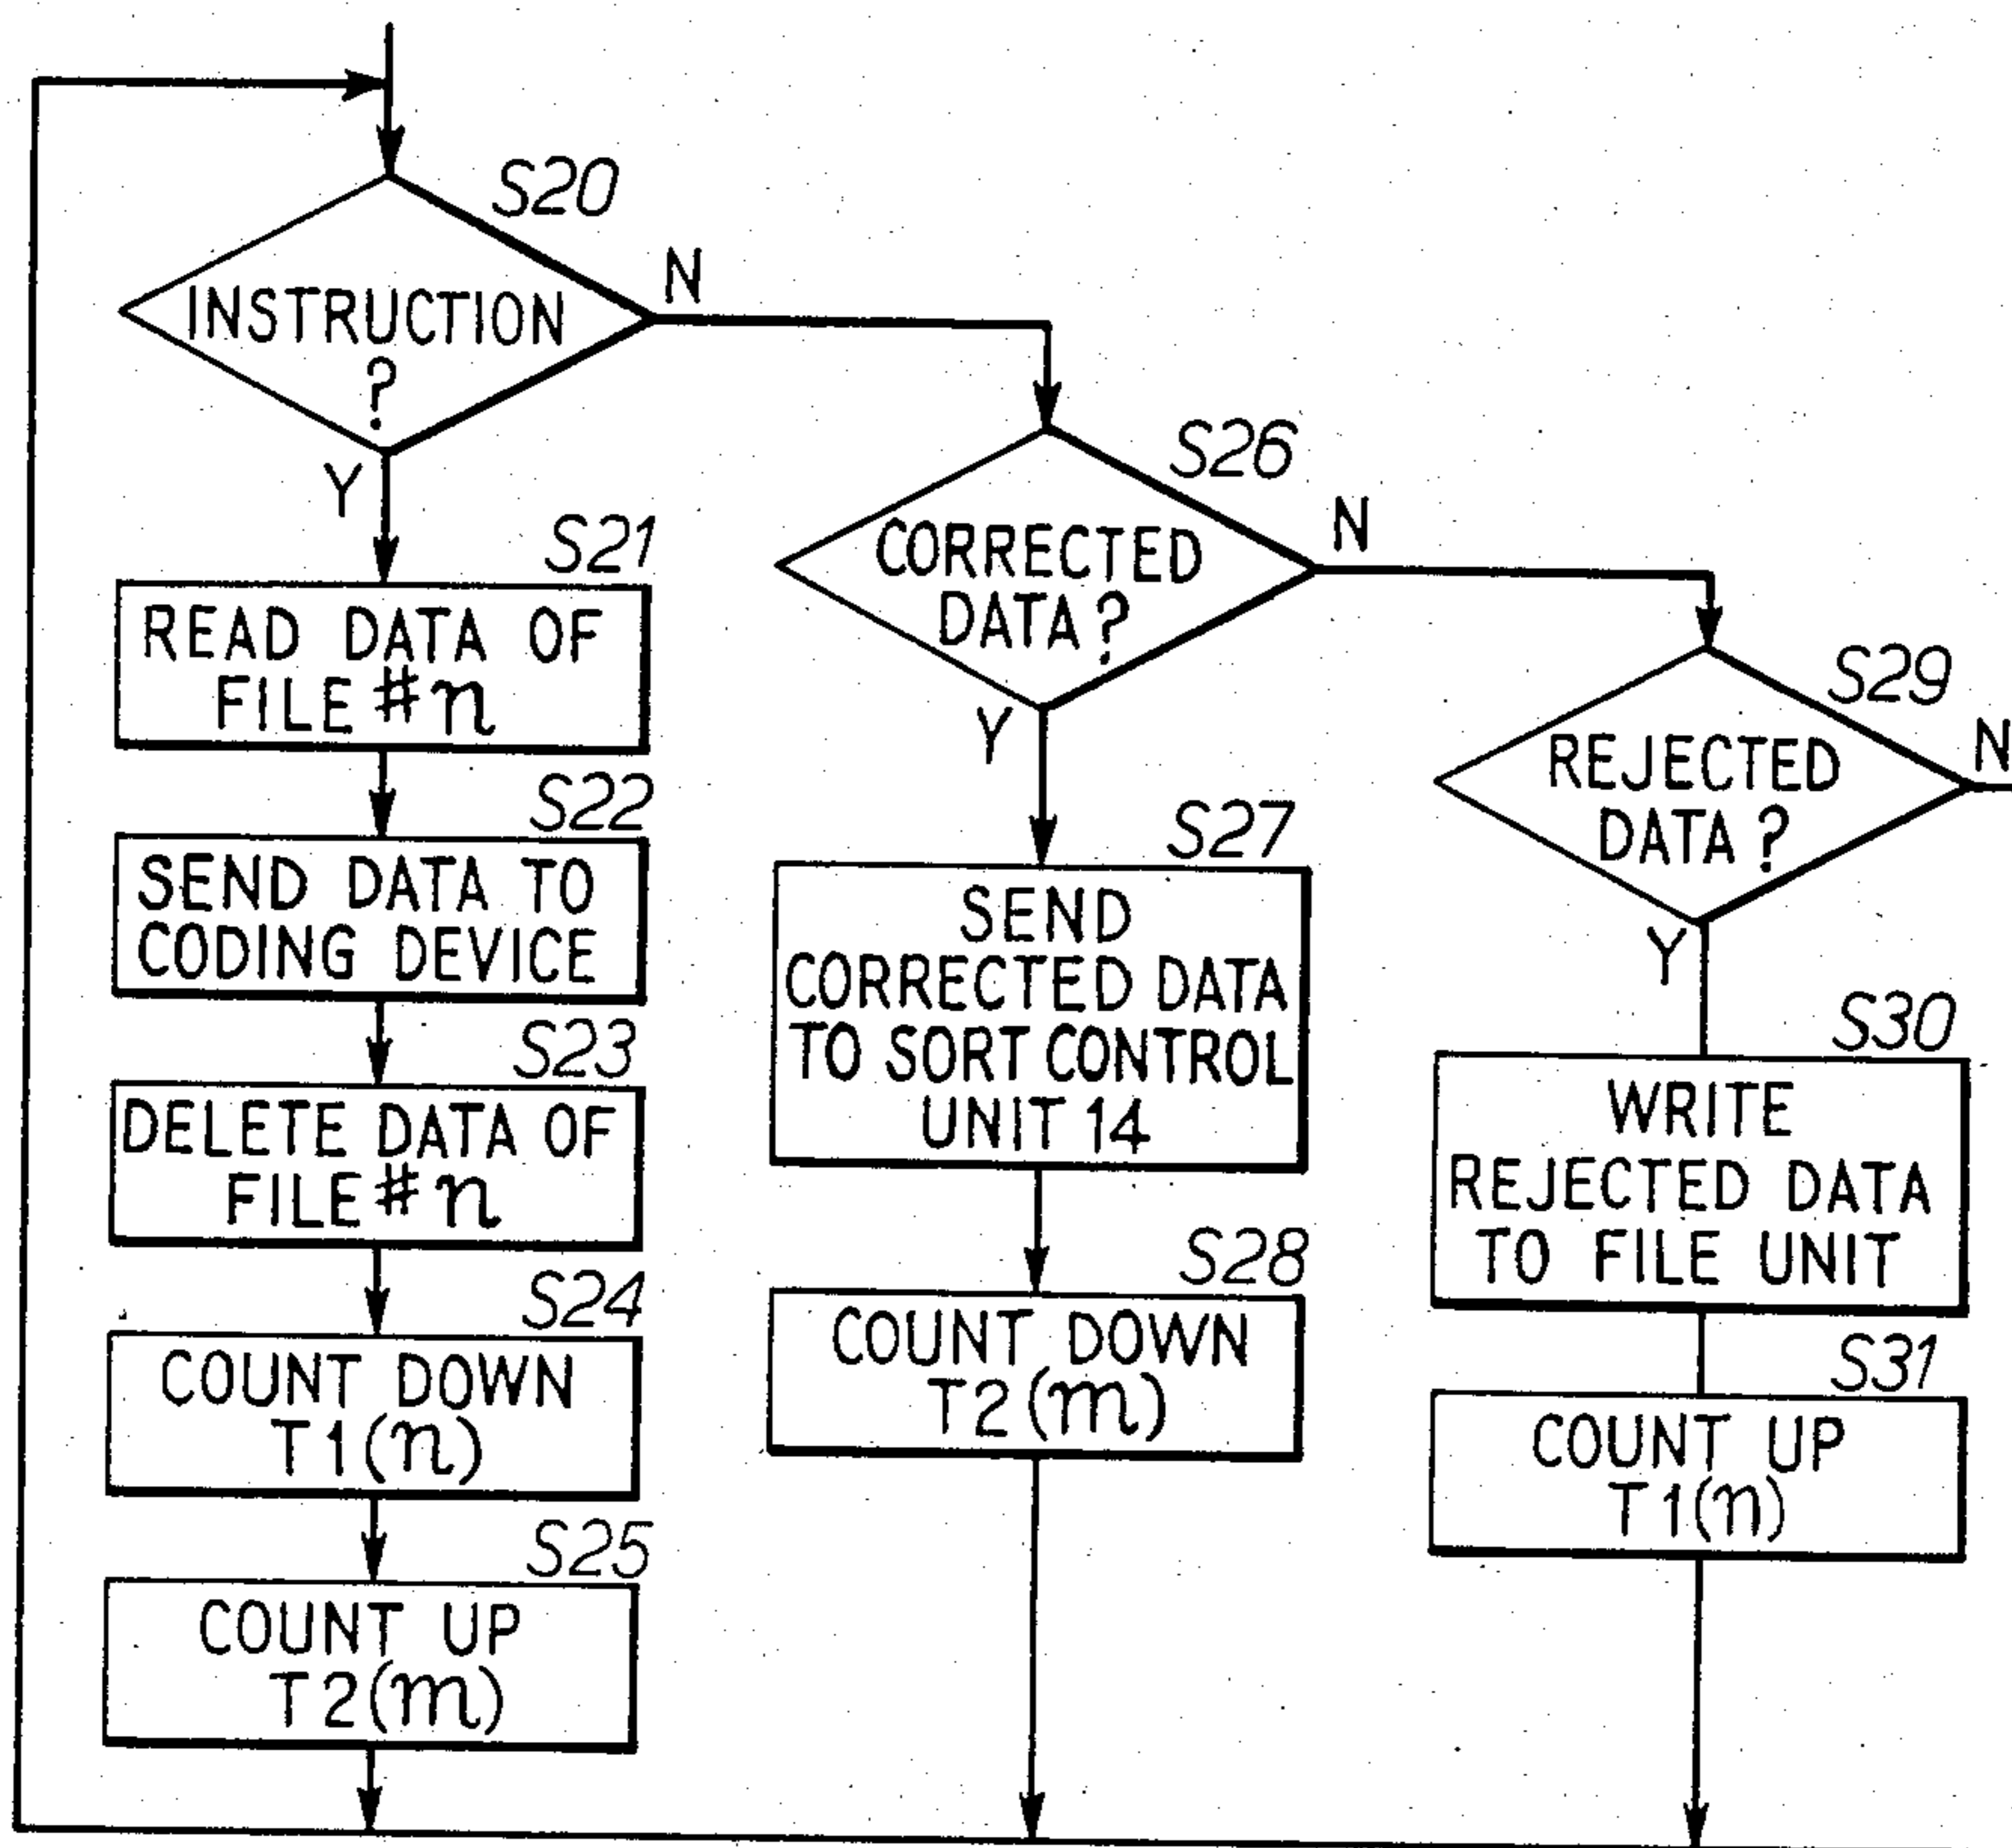 S20
INSTRUCTION
?
N
Y
S21
READ DATA OF
FILE #n
S22
SEND DATA TO
CODING DEVICE
S23
DELETE DATA OF
FILE #n
S24
COUNT DOWN
T1(n)
S25
COUNT UP
T2(m)
S26
CORRECTED
DATA?
N
Y
S27
SEND
CORRECTED DATA
TO SORT CONTROL
UNIT 14
S28
COUNT DOWN
T2(m)
S29
REJECTED
DATA?
N
Y
S30
WRITE
REJECTED DATA
TO FILE UNIT
S31
COUNT UP
T1(n)